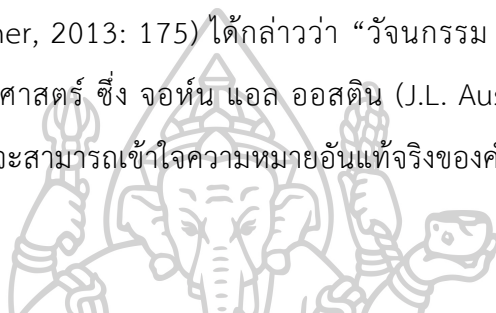 ner, 2013: 175) ได้กล่าวว่า “วัจนกรรม
ศาสตร์ ซึ่ง จอห์น แอล ออสติน (J.L. Aus
จะสามารถเข้าใจความหมายอันแท้จริงของคำ